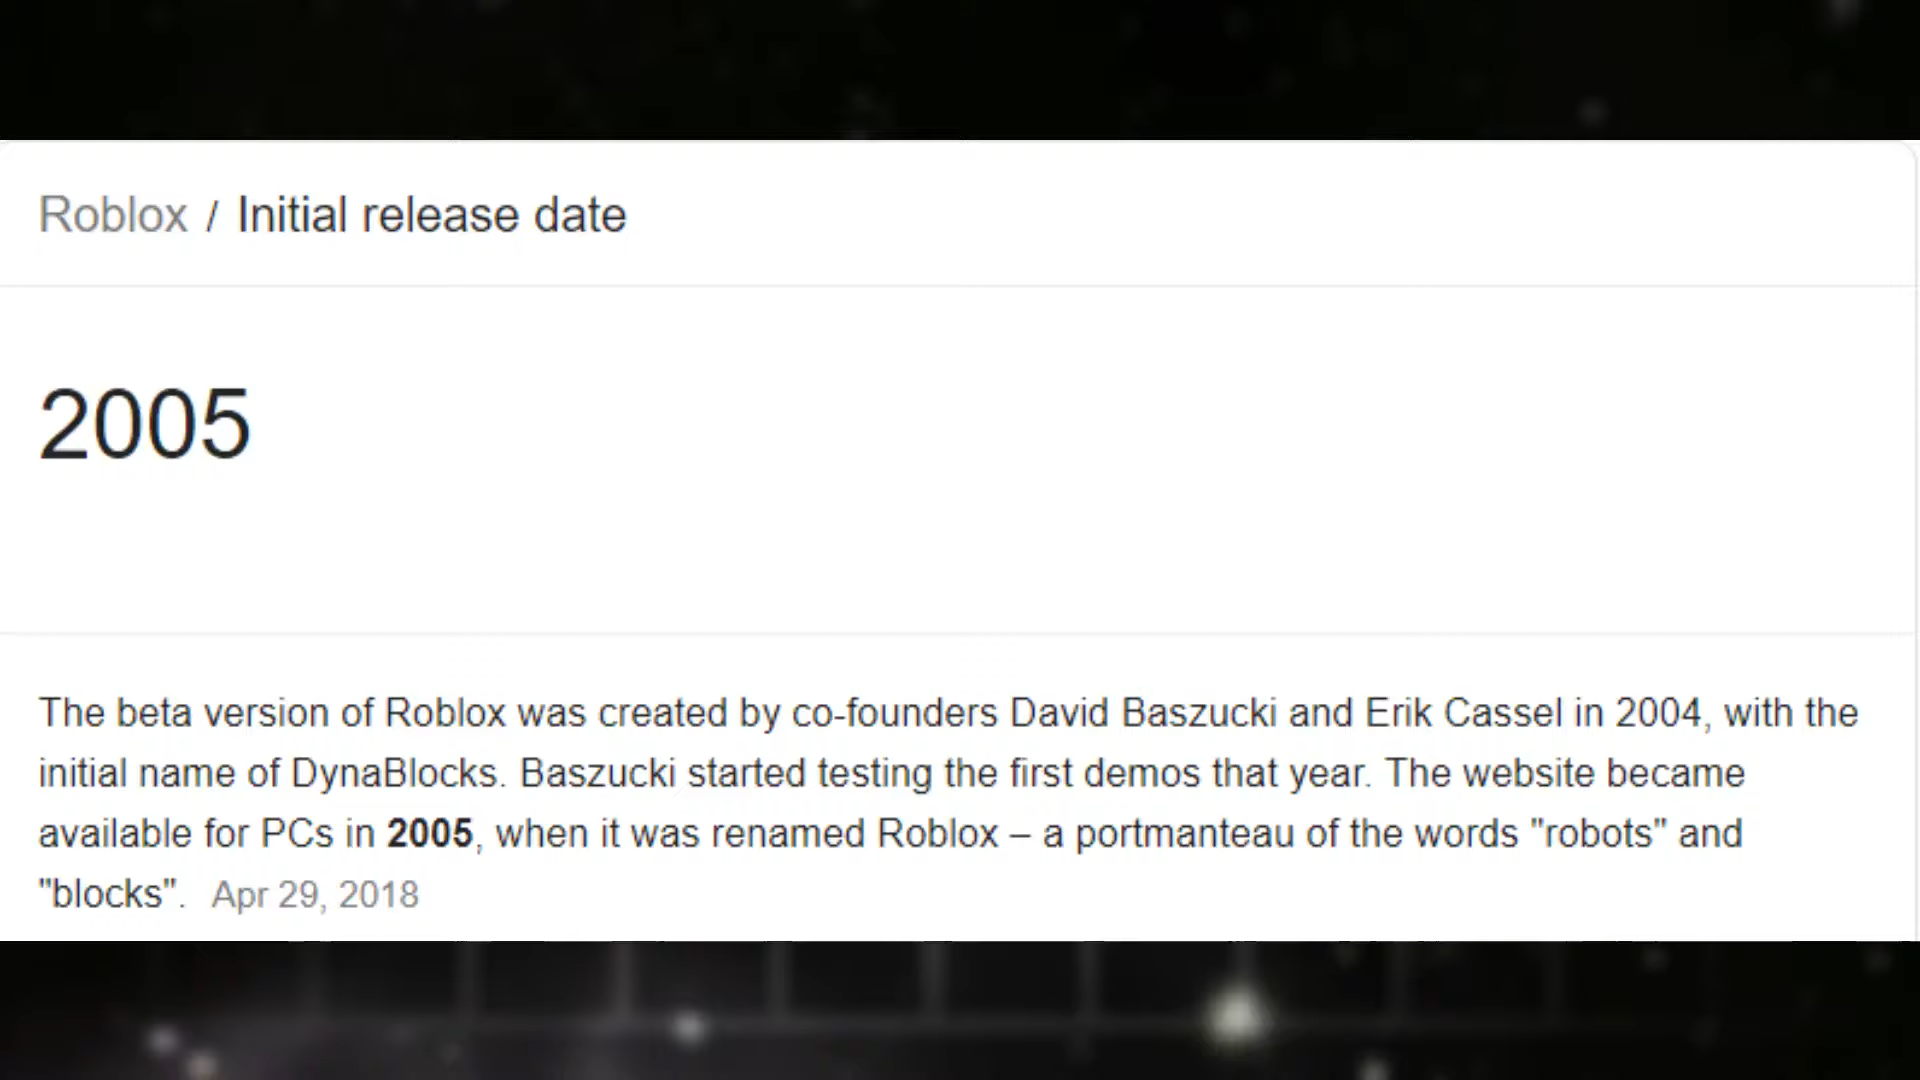 Roblox / Initial release date
2005
The beta version of Roblox was created by co-founders David Baszucki and Erik Cassel in 2004, with the
initial name of DynaBlocks. Baszucki started testing the first demos that year. The website became
available for PCs in 2005, when it was renamed Roblox – a portmanteau of the words "robots" and
"blocks". Apr 29, 2018